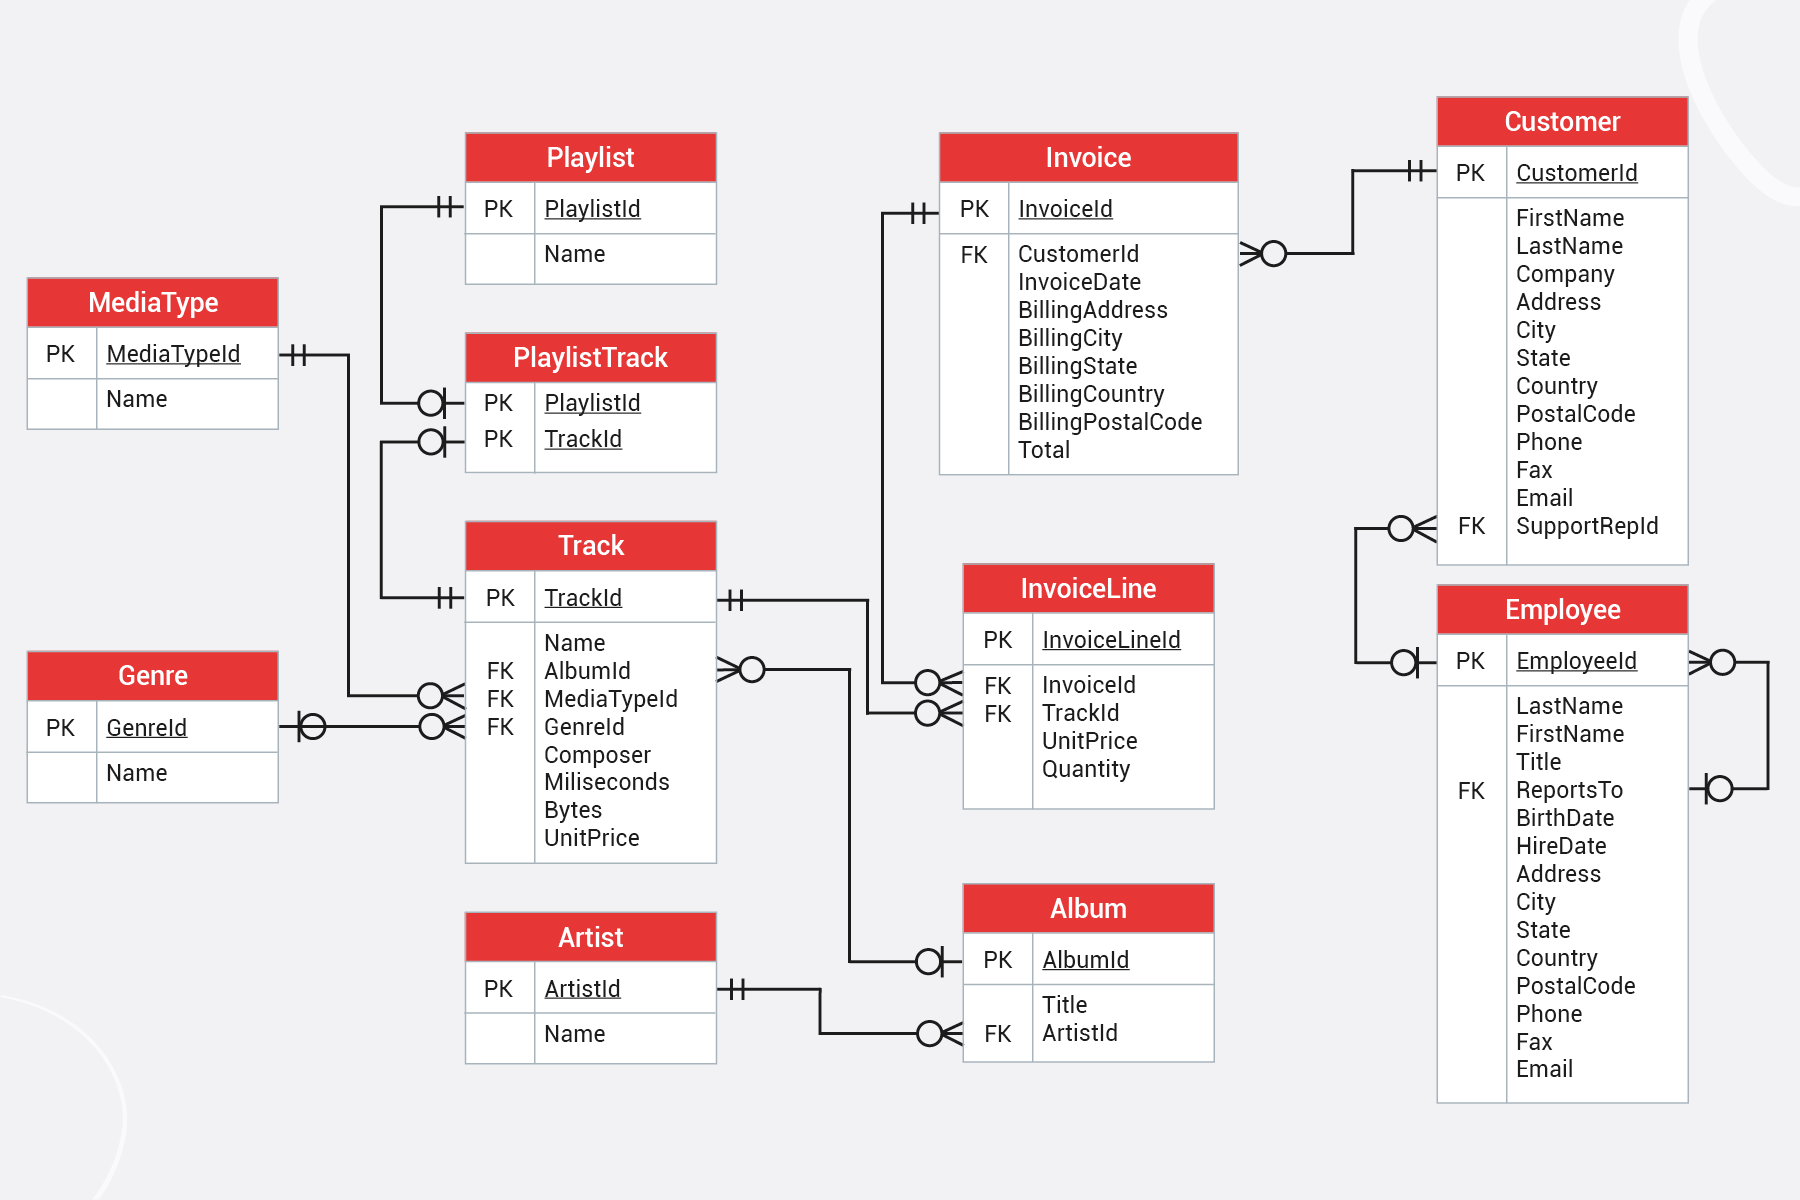 Playlist
PK PlaylistId
Name
MediaType
PK MediaTypeId
Name
PlaylistTrack
PK PlaylistId
PK TrackId
Track
PK TrackId
Name
FK AlbumId
FK MediaTypeId
FK GenreId
Composer
Miliseconds
Bytes
UnitPrice
Genre
PK GenreId
Name
Artist
PK ArtistId
Name
Invoice
PK InvoiceId
FK CustomerId
InvoiceDate
BillingAddress
BillingCity
BillingState
BillingCountry
BillingPostalCode
Total
InvoiceLine
PK InvoiceLineId
FK InvoiceId
FK TrackId
UnitPrice
Quantity
Album
PK AlbumId
Title
FK ArtistId
Customer
PK CustomerId
FirstName
LastName
Company
Address
City
State
Country
PostalCode
Phone
Fax
Email
FK SupportRepId
Employee
PK EmployeeId
LastName
FirstName
Title
FK ReportsTo
BirthDate
HireDate
Address
City
State
Country
PostalCode
Phone
Fax
Email